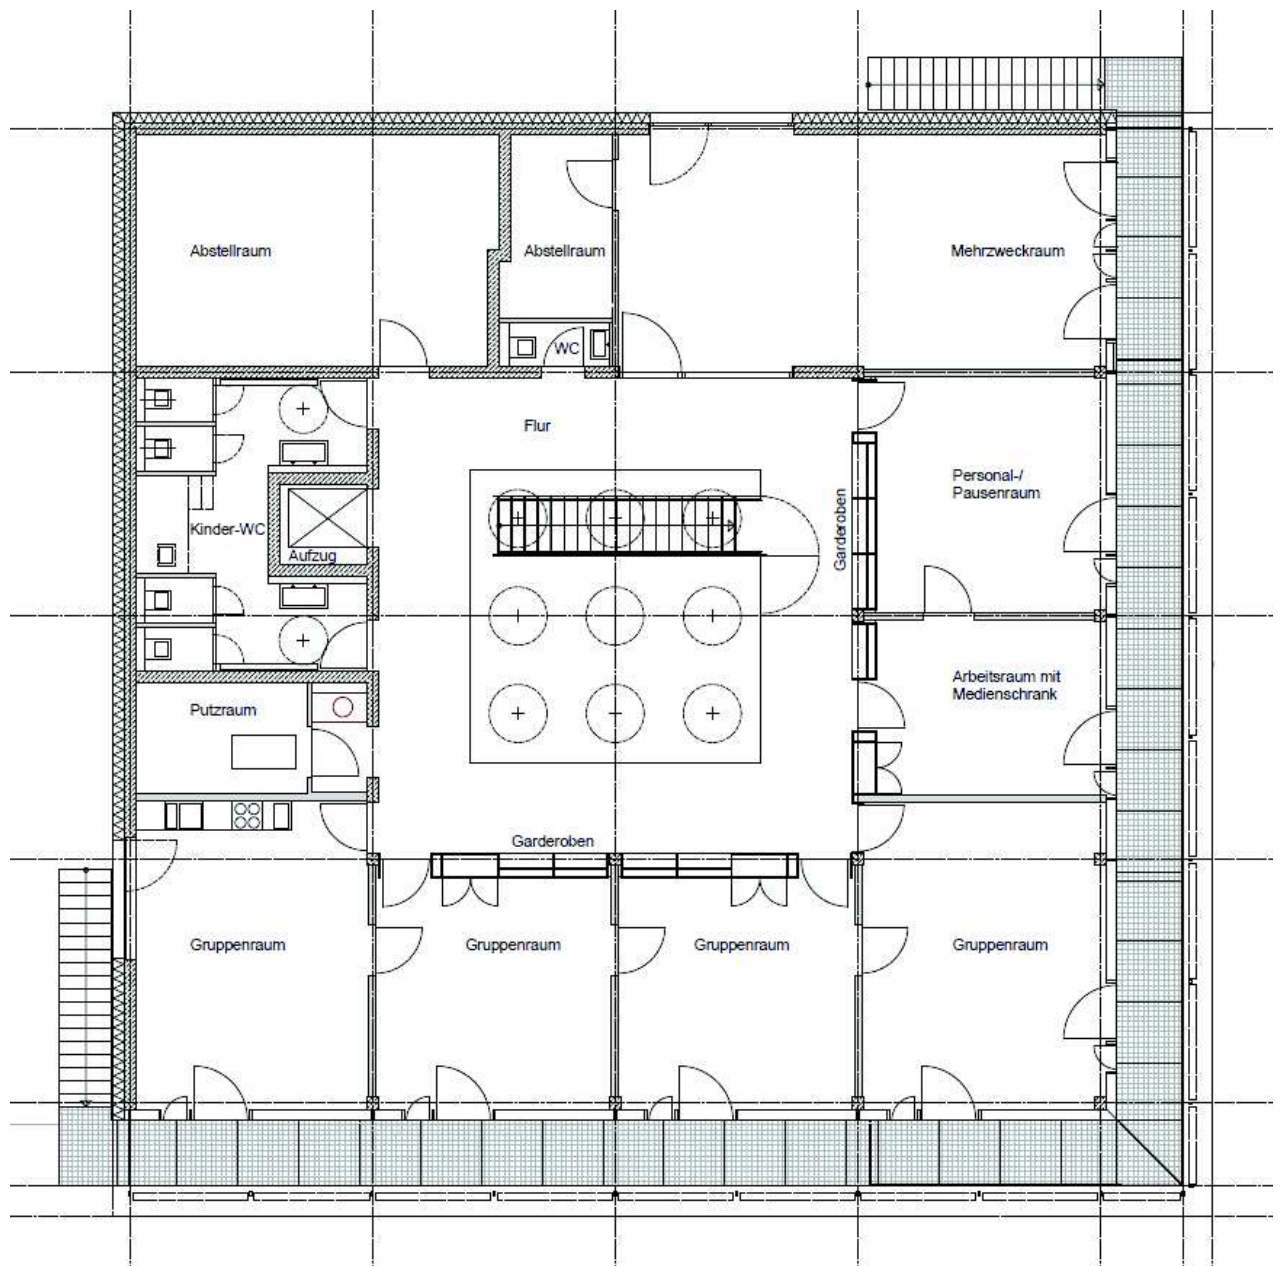 Abstellraum
Abstellraum
Mehrzweckraum
WC
Flur
Personal-/
Pausenraum
Garderoben
Kinder-WC
Aufzug
Arbeitsraum mit
Medienschrank
Putzraum
Garderoben
Gruppenraum
Gruppenraum
Gruppenraum
Gruppenraum